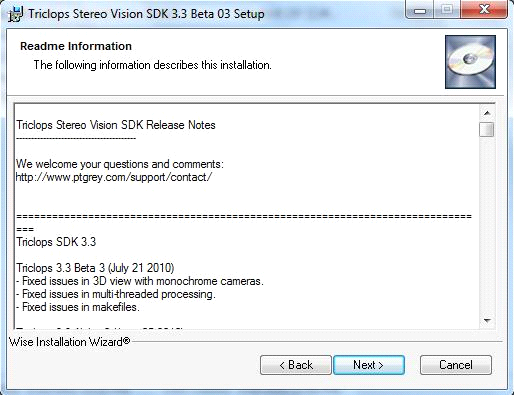 Triclops Stereo Vision SDK 3.3 Beta 03 Setup
Readme Information
The following information describes this installation.
Triclops Stereo Vision SDK Release Notes
----------------------------------------
We welcome your questions and comments:
http://www.ptgrey.com/support/contact/
============================================================================
===
Triclops SDK 3.3
Triclops 3.3 Beta 3 (July 21 2010)
- Fixed issues in 3D view with monochrome cameras.
- Fixed issues in multi-threaded processing.
- Fixed issues in makefiles.
Wise Installation Wizard®
< Back
Next >
Cancel